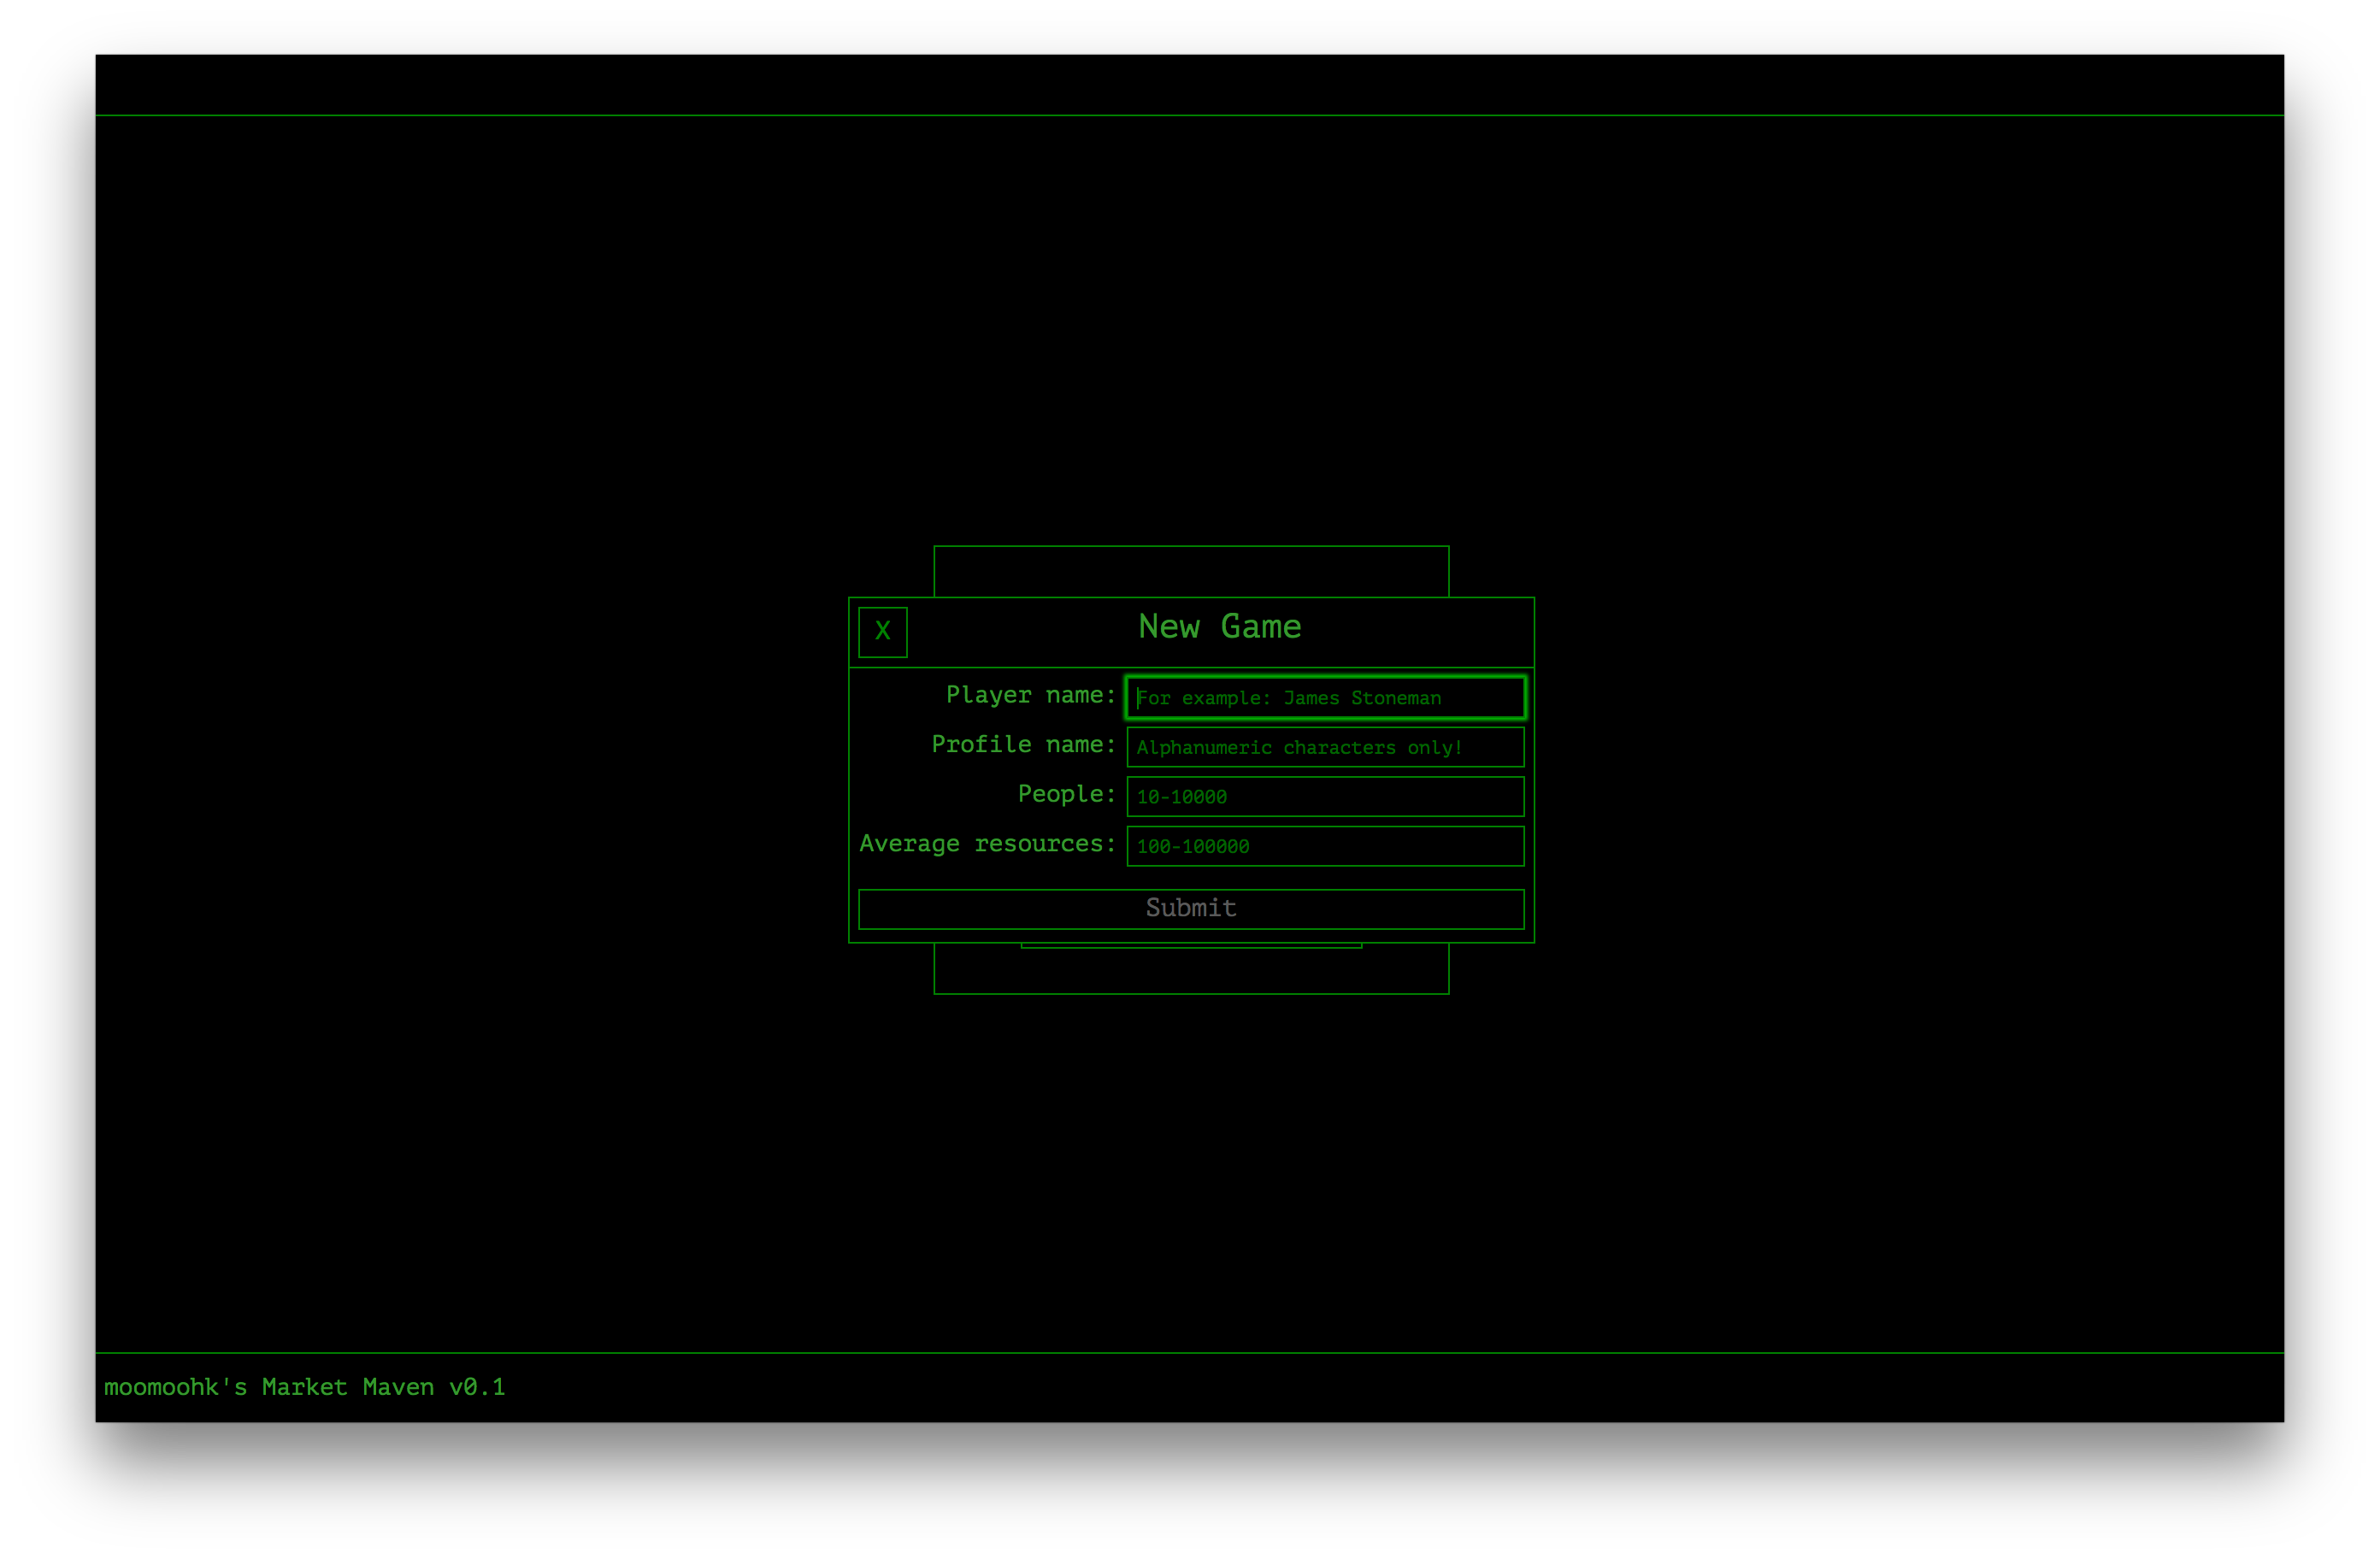 X New Game
Player name: For example: James Stoneman
Profile name: Alphanumeric characters only!
People: 10-10000
Average resources: 100-100000
Submit
moomoohk's Market Maven v0.1